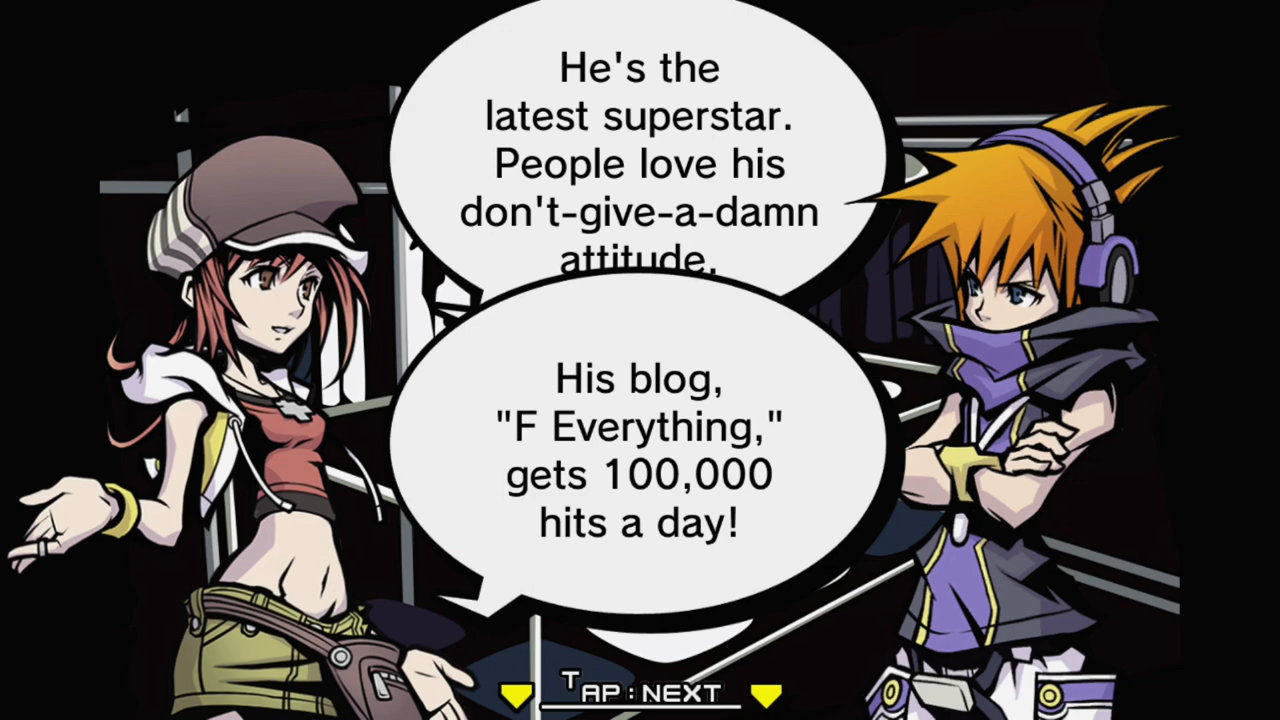 He's the
latest superstar.
People love his
don't-give-a-damn
attitude.
His blog,
"F Everything,"
gets 100,000
hits a day!
TAP : NEXT